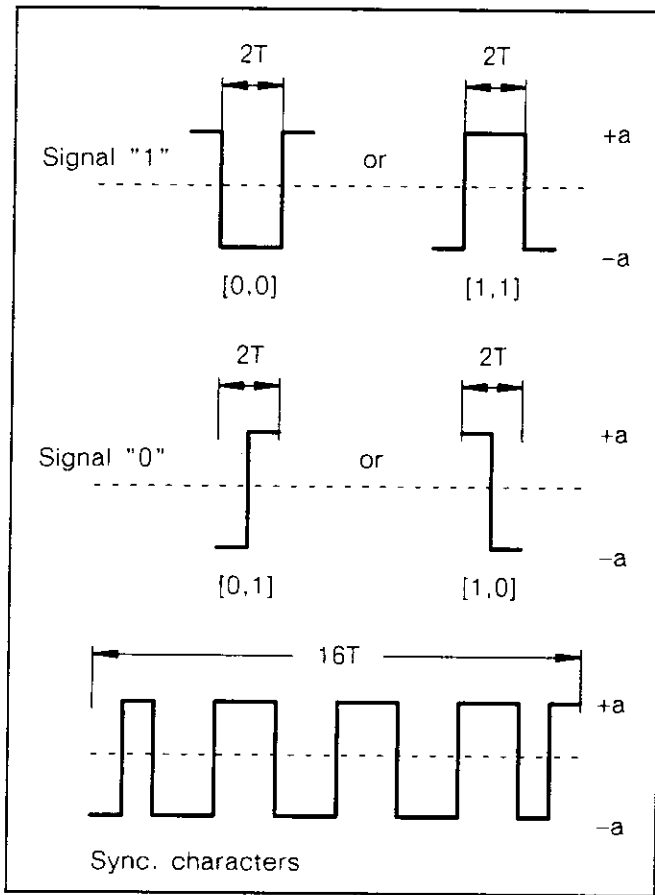 2T 2T
+a
Signal "1" or
-a
[0,0] [1,1]
2T 2T
+a
Signal "0" or
-a
[0,1] [1,0]
16T
+a
-a
Sync. characters